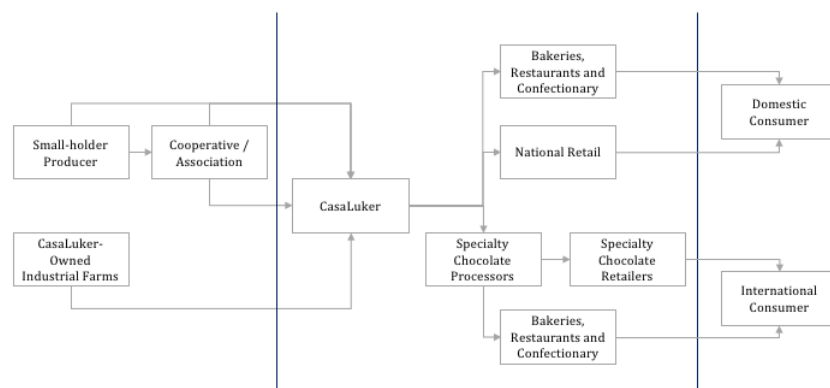 Bakeries,
Restaurants and
Confectionary
Domestic
Consumer
Small-holder
Producer
Cooperative /
Association
National Retail
CasaLuker
CasaLuker-
Owned
Industrial Farms
Specialty
Chocolate
Processors
Specialty
Chocolate
Retailers
International
Consumer
Bakeries,
Restaurants and
Confectionary